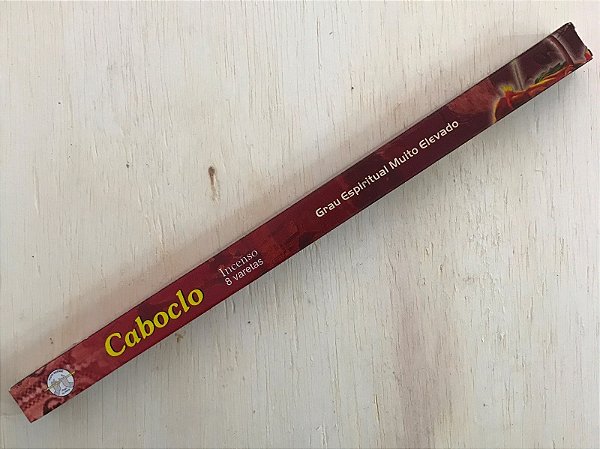 Caboclo
Incenso
8 varetas
Grau Espiritual Muito Elevado